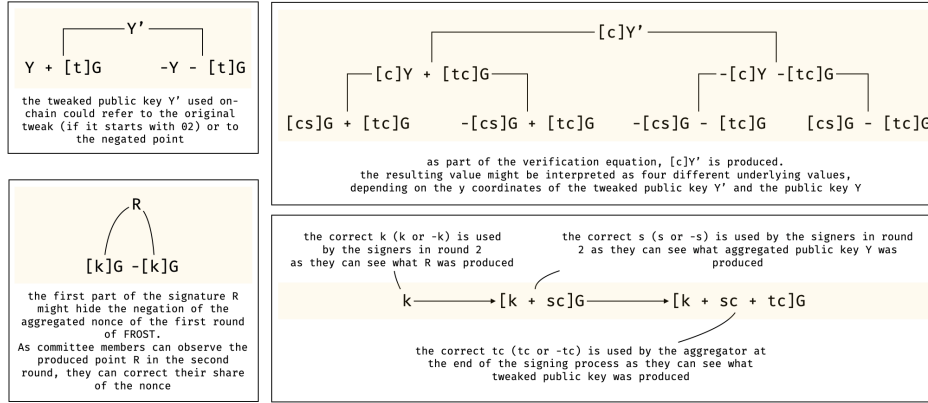 Y'
Y + [t]G
-Y - [t]G
the tweaked public key Y' used on-
chain could refer to the original
tweak (if it starts with 02) or to
the negated point
[c]Y'
[c]Y + [tc]G
-[c]Y -[tc]G
[cs]G + [tc]G
-[cs]G + [tc]G
-[cs]G - [tc]G
[cs]G - [tc]G
as part of the verification equation, [c]Y' is produced.
the resulting value might be interpreted as four different underlying values,
depending on the y coordinates of the tweaked public key Y' and the public key Y
R
[k]G -[k]G
the first part of the signature R
might hide the negation of the
aggregated nonce of the first round
of FROST.
As committee members can observe the
produced point R in the second
round, they can correct their share
of the nonce
the correct k (k or -k) is used
by the signers in round 2
as they can see what R was produced
the correct s (s or -s) is used by the signers in round
2 as they can see what aggregated public key Y was
produced
k
[k + sc]G
[k + sc + tc]G
the correct tc (tc or -tc) is used by the aggregator at
the end of the signing process as they can see what
tweaked public key was produced